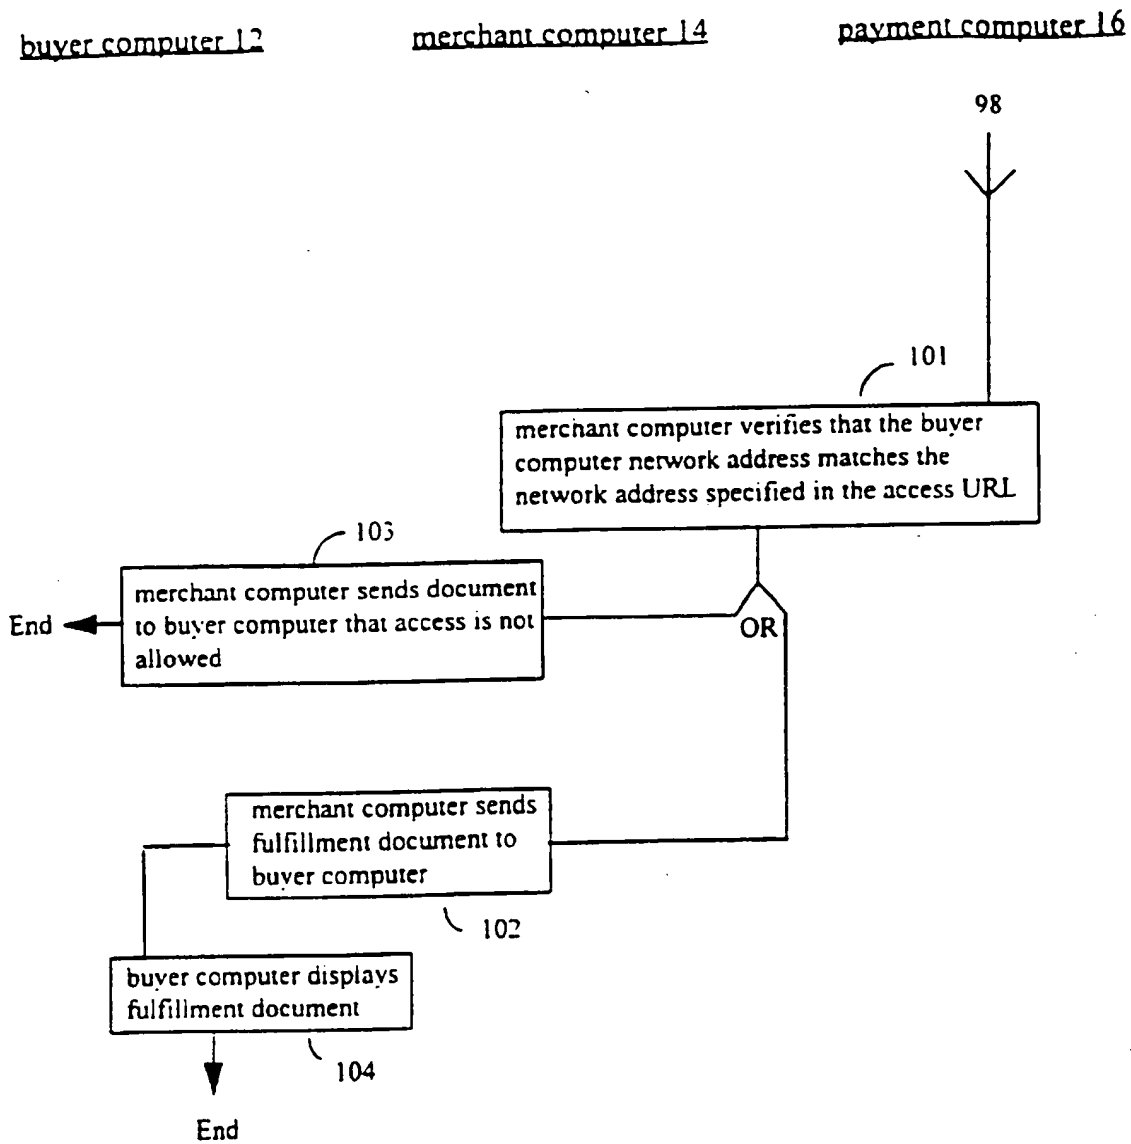 buyer computer 12
merchant computer 14
payment computer 16
98
101
merchant computer verifies that the buyer
computer network address matches the
network address specified in the access URL
103
merchant computer sends document
to buyer computer that access is not
allowed
End
OR
merchant computer sends
fulfillment document to
buyer computer
102
buyer computer displays
fulfillment document
104
End